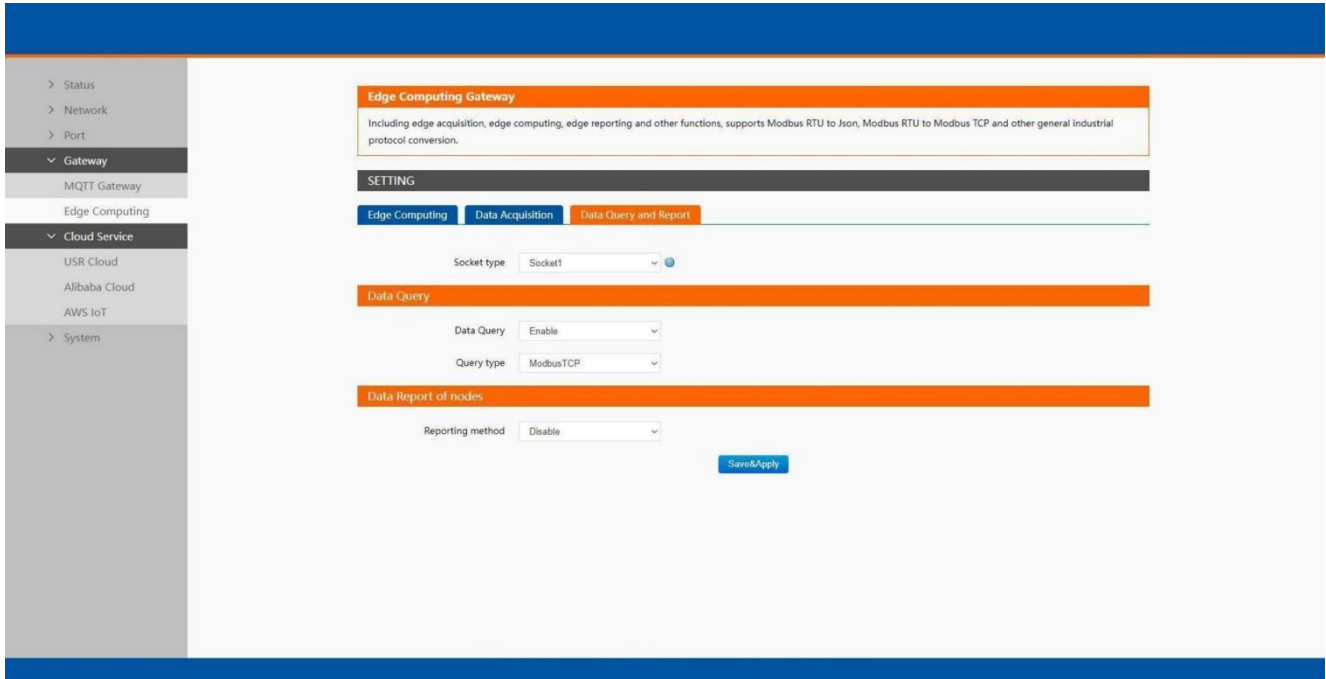 Status
Network
Port
Gateway
MQTT Gateway
Edge Computing
Cloud Service
USR Cloud
Alibaba Cloud
AWS IoT
System
Edge Computing Gateway
Including edge acquisition, edge computing, edge reporting and other functions, supports Modbus RTU to Json, Modbus RTU to Modbus TCP and other general industrial
protocol conversion.
SETTING
Edge Computing Data Acquisition Data Query and Report
Socket type Socket1
Data Query
Data Query Enable
Query type ModbusTCP
Data Report of nodes
Reporting method Disable
Save&Apply